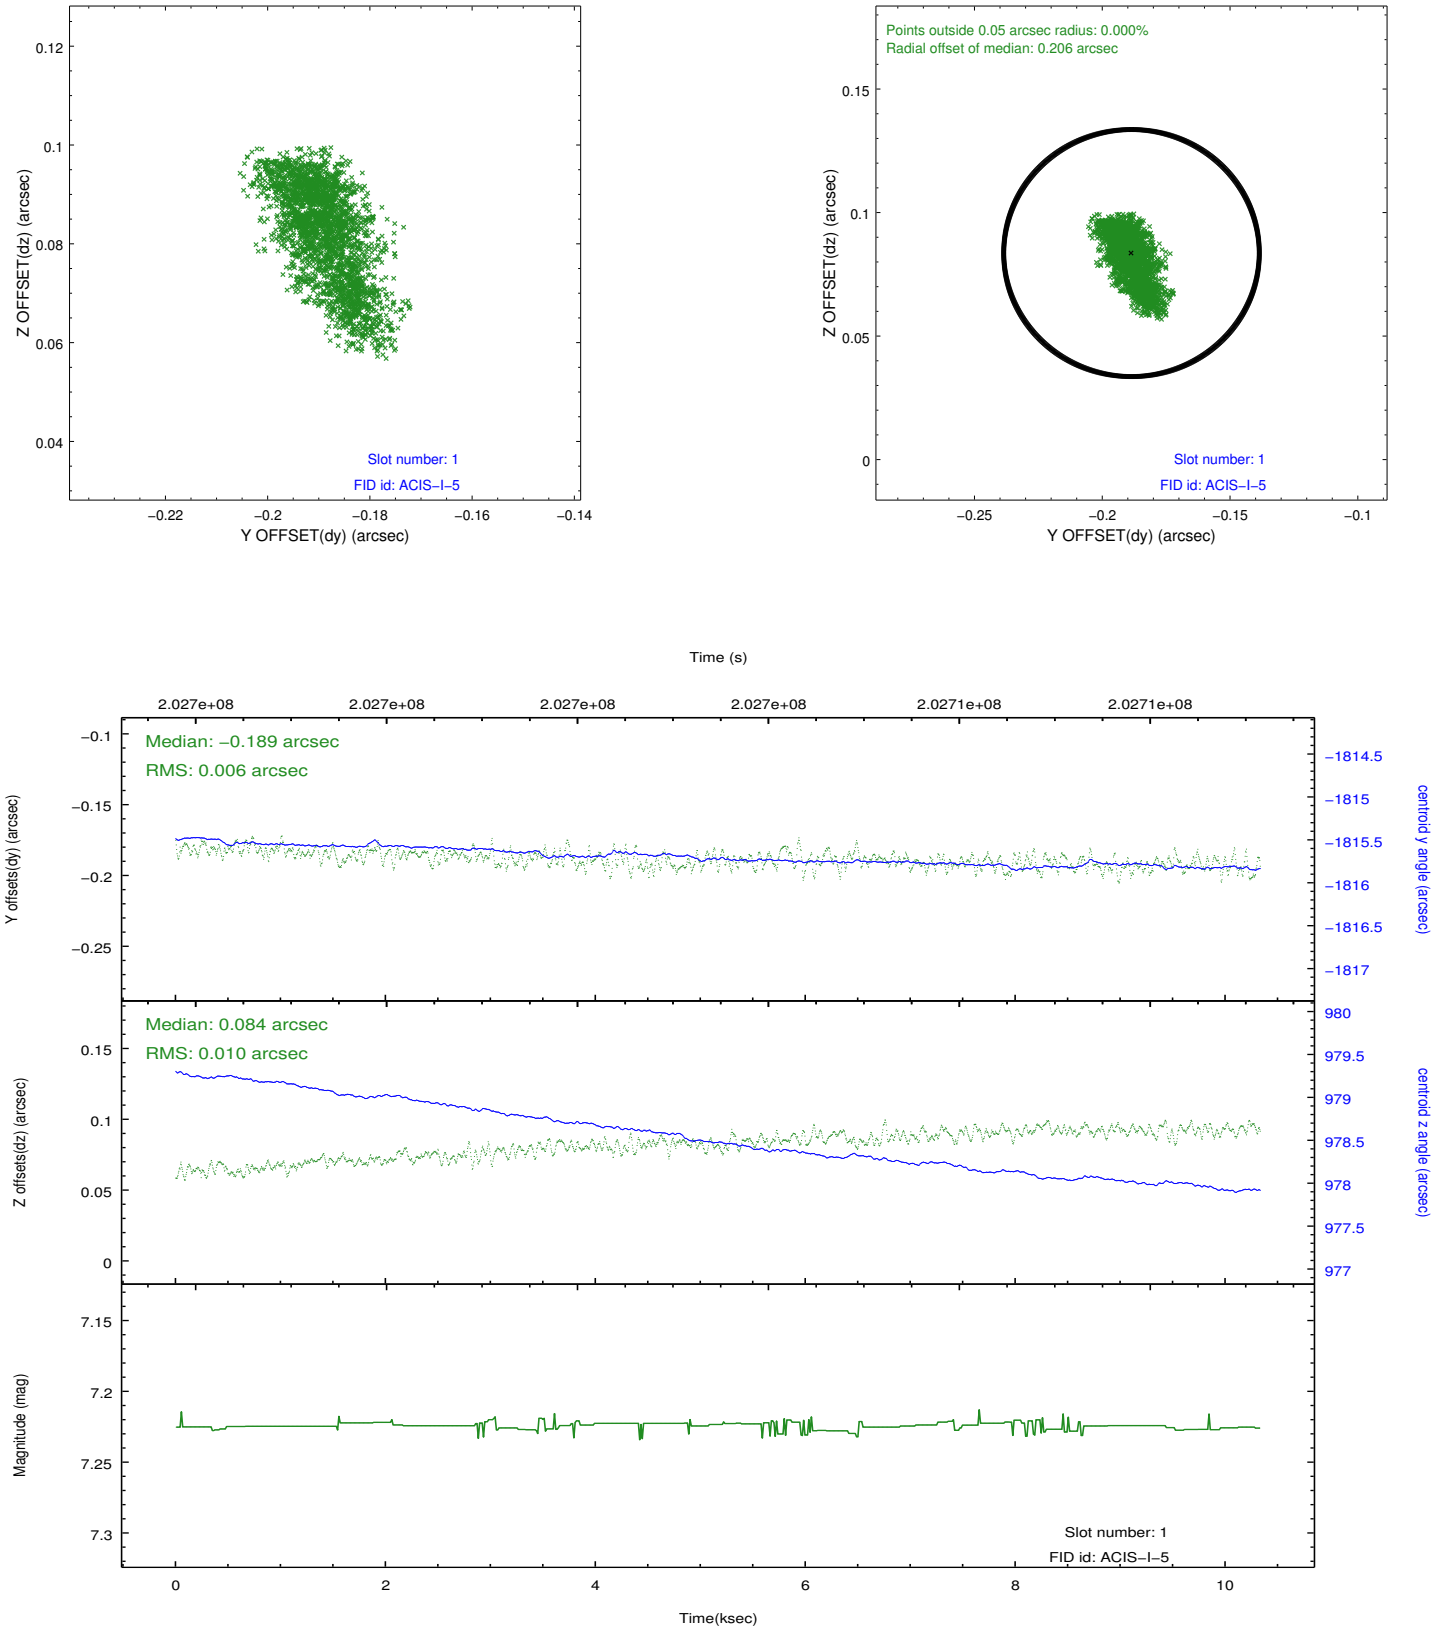 0.12
0.1
0.08
0.06
0.04
Z OFFSET(dz) (arcsec)
Slot number: 1
FID id: ACIS−I−5
−0.22
−0.2
−0.18
−0.16
−0.14
Y OFFSET(dy) (arcsec)
Points outside 0.05 arcsec radius: 0.000%
Radial offset of median: 0.206 arcsec
0.15
0.1
0.05
0
Z OFFSET(dz) (arcsec)
Slot number: 1
FID id: ACIS−I−5
−0.25
−0.2
−0.15
−0.1
Y OFFSET(dy) (arcsec)
Time (s)
2.027e+08
2.027e+08
2.027e+08
2.027e+08
2.0271e+08
2.0271e+08
Median: −0.189 arcsec
RMS: 0.006 arcsec
−0.1
−0.15
−0.2
−0.25
Y offsets(dy) (arcsec)
−1814.5
−1815
−1815.5
−1816
−1816.5
−1817
centroid y angle (arcsec)
Median: 0.084 arcsec
RMS: 0.010 arcsec
0.15
0.1
0.05
0
Z offsets(dz) (arcsec)
980
979.5
979
978.5
978
977.5
977
centroid z angle (arcsec)
7.15
7.2
7.25
7.3
Magnitude (mag)
Slot number: 1
FID id: ACIS−I−5
0
2
4
6
8
10
Time(ksec)